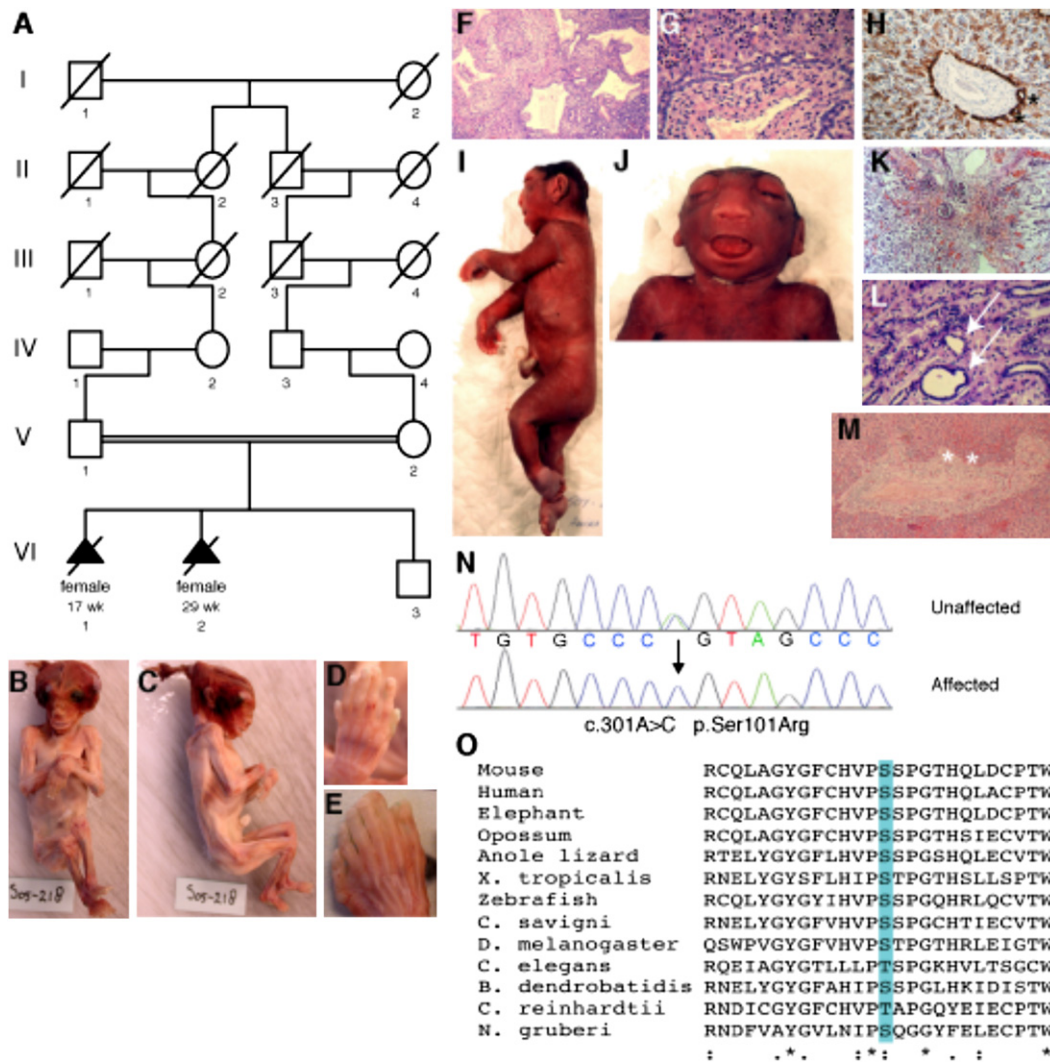 A
I
1
2
II
1
2
3
4
III
1
2
3
4
IV
1
2
3
4
V
1
2
VI
female
17 wk
1
female
29 wk
2
3
B
S05-218
C
S05-218
D
E
F
G
H
**
I
J
K
L
M
* *
N
Unaffected
T G T G C C C G T A G C C C
Affected
c.301A>C p.Ser101Arg
O
Mouse RCQLAGYGFCHVPSSPGTHQLDCPTW
Human RCQLAGYGFCHVPSSPGTHQLACPTW
Elephant RCQLAGYGFCHVPSSPGTHQLDCPTW
Opossum RCQLAGYGFCHVPSSPGTHSIECVTW
Anole lizard RTELYGYGFLHVPSSPGSHQLECVTW
X. tropicalis RNELYGYSFLHIPSTPGTHSLLSPTW
Zebrafish RCELYGYGYIHVPSSPGQHRLQCVTW
C. savigni RNELYGYGFVHVPSSPGCHTIECVTW
D. melanogaster QSWPVGYGFVHVPSTPGTHRLEIGTW
C. elegans RQEIAGYGTLLLPTSPGKHVLTSGCW
B. dendrobatidis RNELYGYGFAHIPSSPGLHKIDISTW
C. reinhardtii RNDICGYGFCHVPTAPGQYEIECPTW
N. gruberi RNDFVAYGVLNIPSQGGYFELECPTW
: .*. :*: * . : *